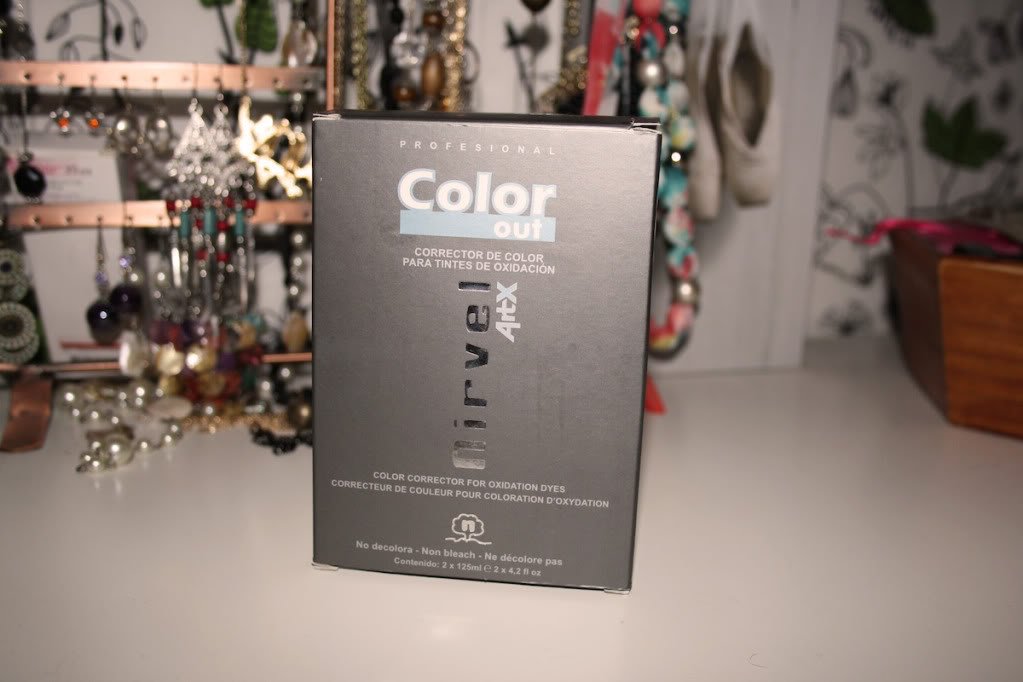 PROFESIONAL
Color
out
CORRECTOR DE COLOR
PARA TINTES DE OXIDACIÓN
nirvel
Art-X
COLOR CORRECTOR FOR OXIDATION DYES
CORRECTEUR DE COULEUR POUR COLORATION D'OXYDATION
n
No decolora - Non bleach - Ne décolore pas
Contenido: 2 x 125ml ℮ 2 x 4,2 fl oz